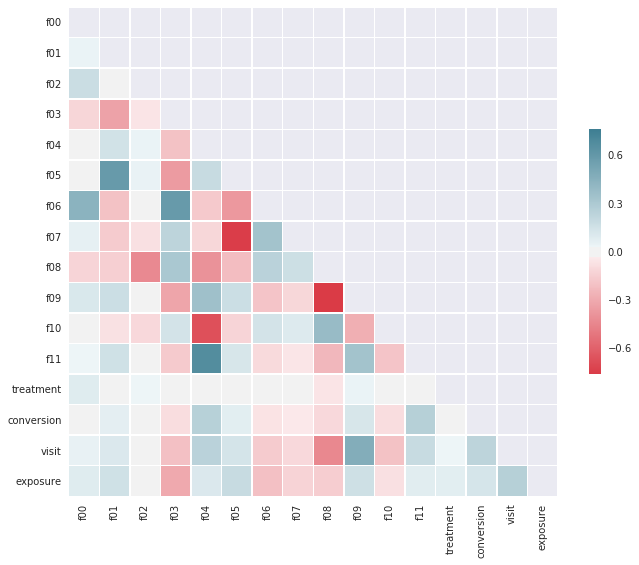 f00
f01
f02
f03
f04
f05
f06
f07
f08
f09
f10
f11
treatment
conversion
visit
exposure
f00
f01
f02
f03
f04
f05
f06
f07
f08
f09
f10
f11
treatment
conversion
visit
exposure
0.6
0.3
0.0
−0.3
−0.6